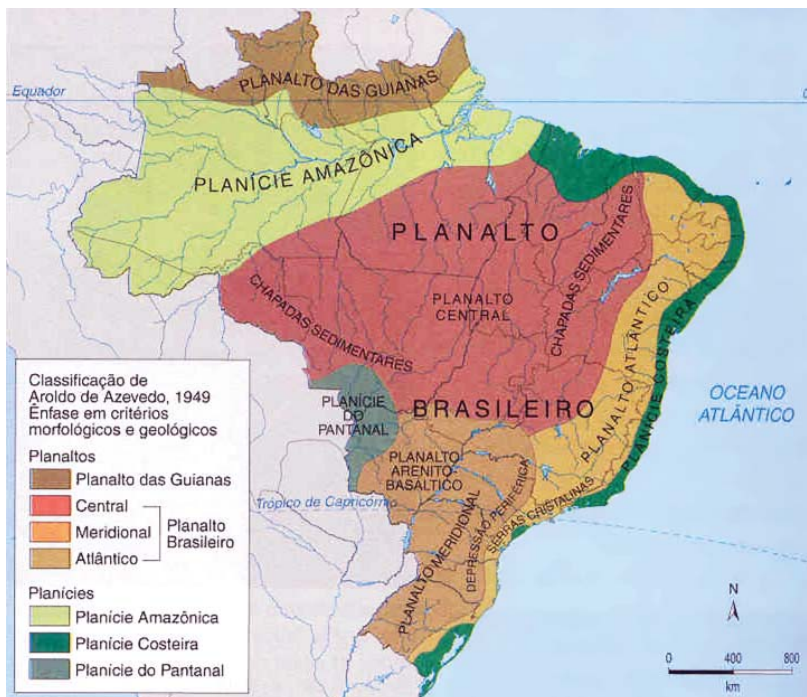 PLANALTO DAS GUIANAS
Equador
PLANÍCIE AMAZÔNICA
PLANALTO
CHAPADAS SEDIMENTARES
PLANALTO
CENTRAL
CHAPADAS SEDIMENTARES
PLANALTO ATLÂNTICO
PLANÍCIE COSTEIRA
OCEANO
ATLÂNTICO
PLANÍCIE
DO
PANTANAL
BRASILEIRO
PLANALTO
ARENITO
BASÁLTICO
Trópico de Capricórnio
PLANALTO MERIDIONAL
DEPRESSÃO PERIFÉRICA
SERRAS CRISTALINAS
Classificação de
Aroldo de Azevedo, 1949
Ênfase em critérios
morfológicos e geológicos
Planaltos
Planalto das Guianas
Central
Meridional
Atlântico
Planalto
Brasileiro
Planícies
Planície Amazônica
Planície Costeira
Planície do Pantanal
N
0 400 800
km